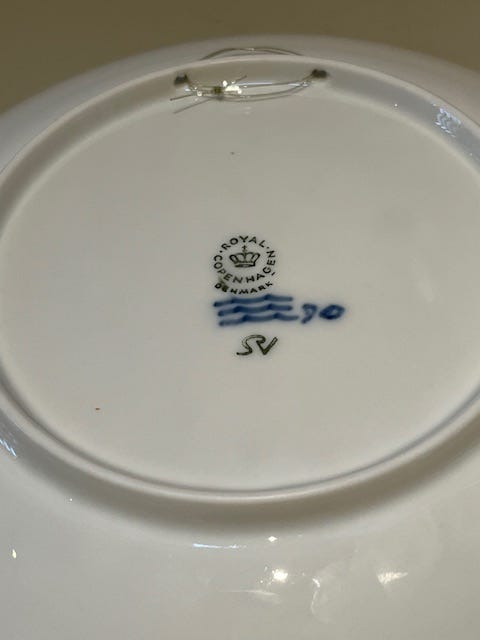 ROYAL
COPENHAGEN
DENMARK
90
SV